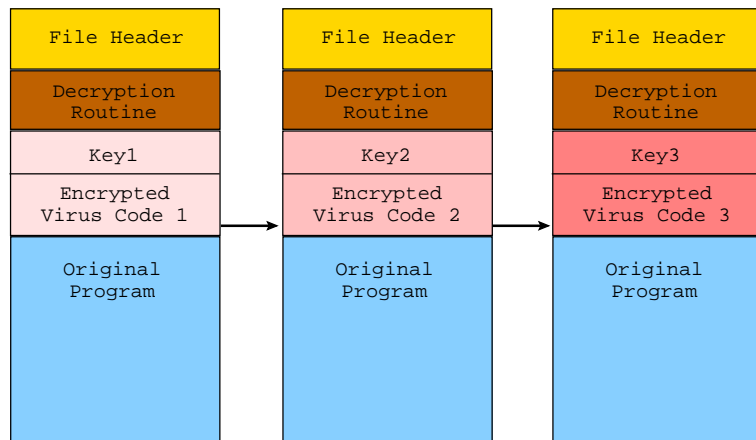 File Header
Decryption
Routine
Key1
Encrypted
Virus Code 1
Original
Program
File Header
Decryption
Routine
Key2
Encrypted
Virus Code 2
Original
Program
File Header
Decryption
Routine
Key3
Encrypted
Virus Code 3
Original
Program